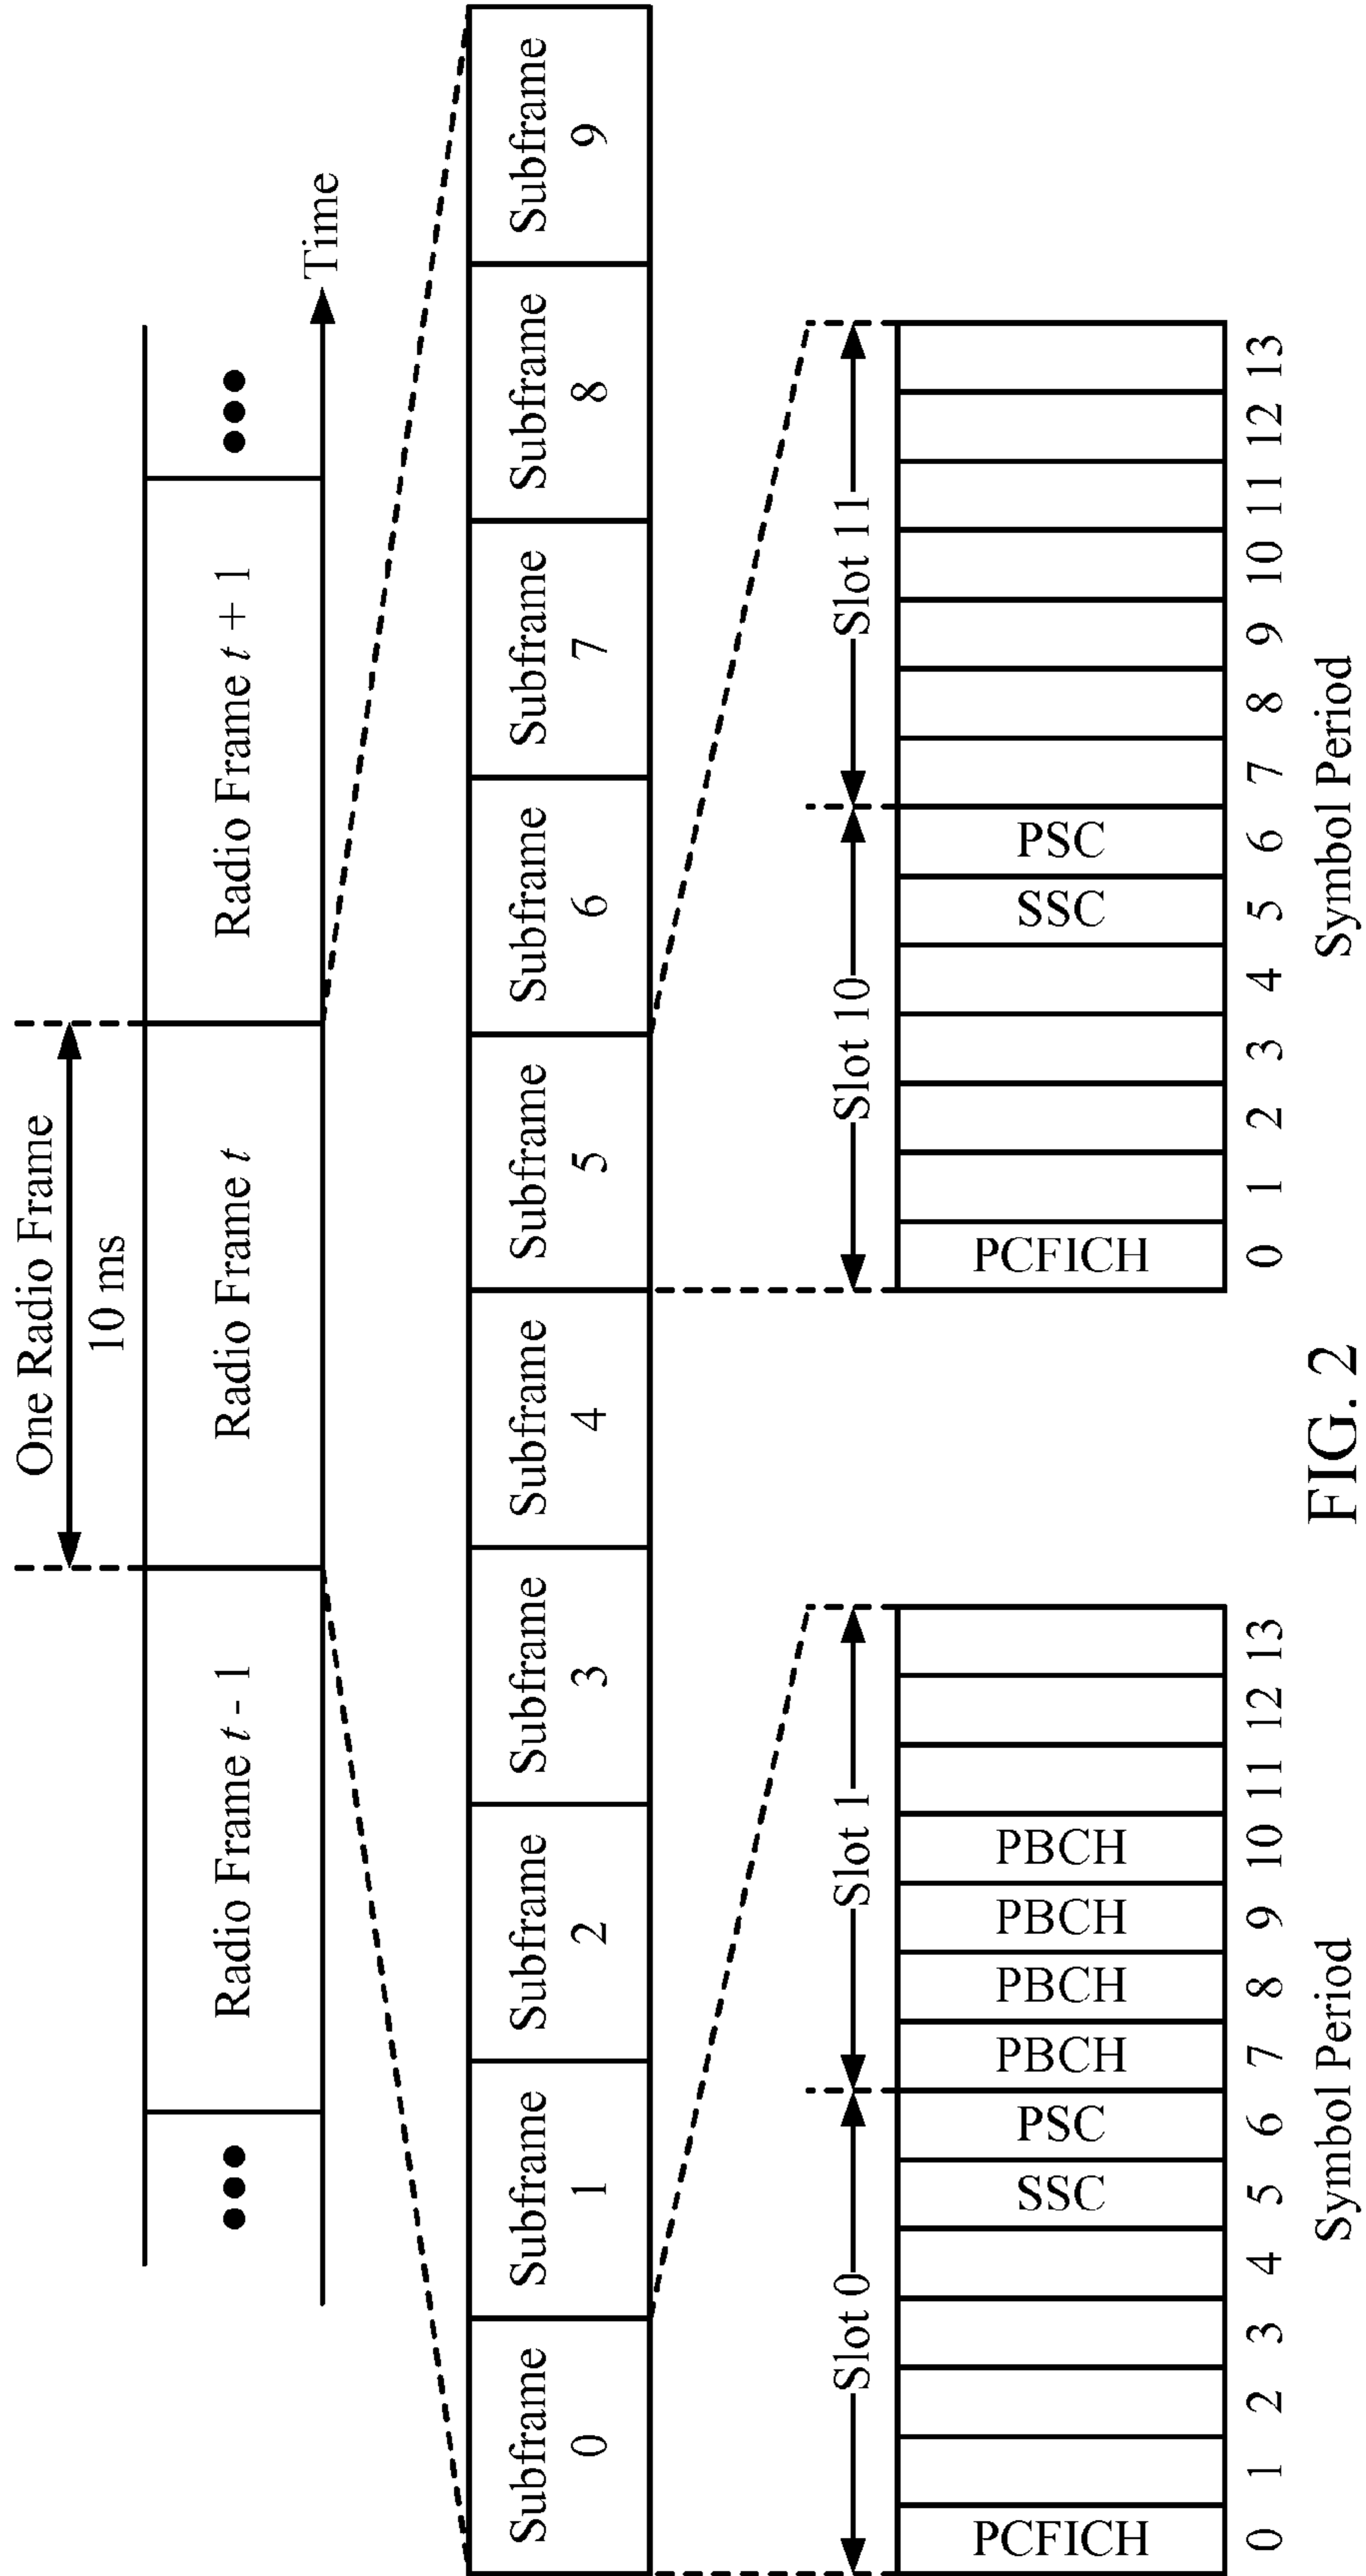 One Radio Frame
10 ms
••• Radio Frame t - 1 Radio Frame t Radio Frame t + 1 •••
Time
Subframe 0
Subframe 1
Subframe 2
Subframe 3
Subframe 4
Subframe 5
Subframe 6
Subframe 7
Subframe 8
Subframe 9
Slot 0 Slot 1
PCFICH SSC PSC PBCH PBCH PBCH PBCH
0 1 2 3 4 5 6 7 8 9 10 11 12 13
Symbol Period
Slot 10 Slot 11
PCFICH SSC PSC
0 1 2 3 4 5 6 7 8 9 10 11 12 13
Symbol Period
FIG. 2